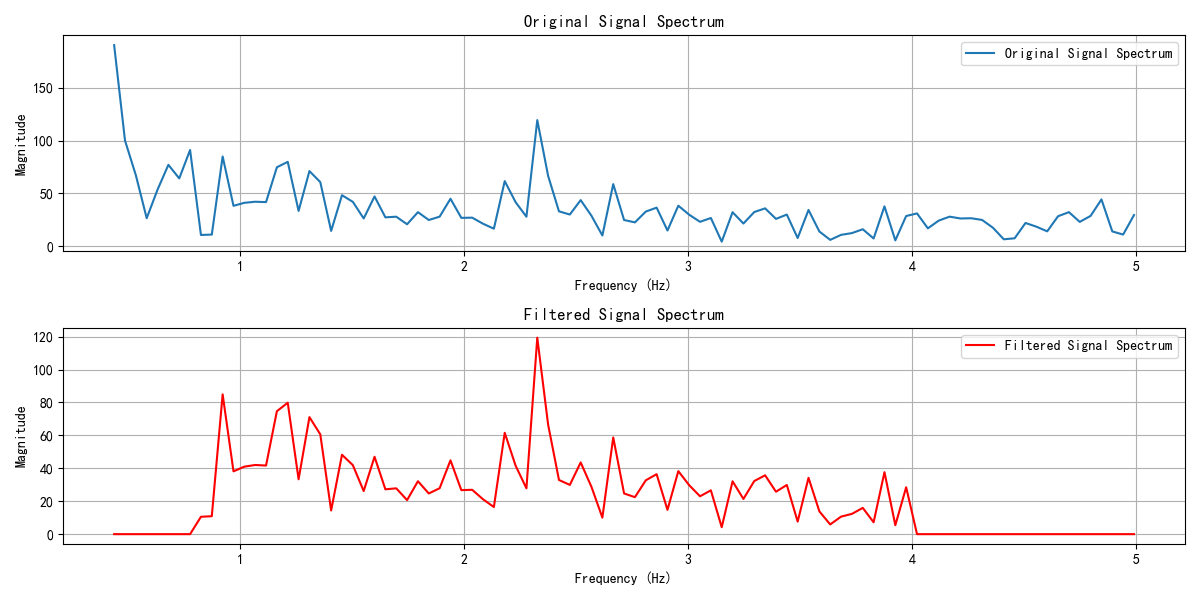 Original Signal Spectrum
Original Signal Spectrum
Magnitude
150
100
50
0
1 2 3 4 5
Frequency (Hz)
Filtered Signal Spectrum
Filtered Signal Spectrum
Magnitude
120
100
80
60
40
20
0
1 2 3 4 5
Frequency (Hz)